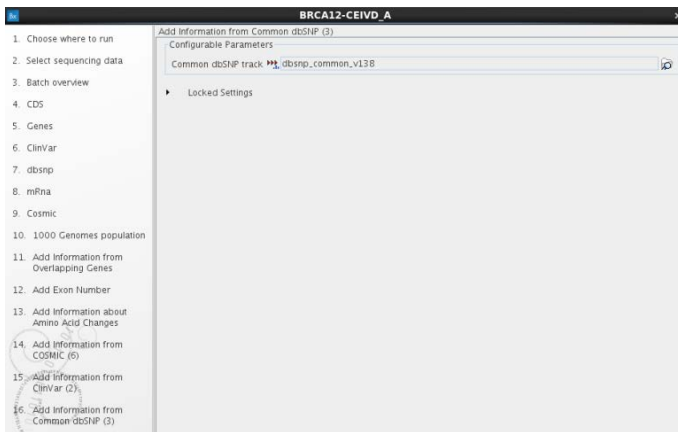 BRCA12-CEIVD_A
1. Choose where to run
2. Select sequencing data
3. Batch overview
4. CDS
5. Genes
6. ClinVar
7. dbsnp
8. mRna
9. Cosmic
10. 1000 Genomes population
11. Add Information from
Overlapping Genes
12. Add Exon Number
13. Add Information about
Amino Acid Changes
14. Add Information from
COSMIC (6)
15. Add Information from
ClinVar (2)
16. Add Information from
Common dbSNP (3)
Add Information from Common dbSNP (3)
Configurable Parameters
Common dbSNP track dbsnp_common_v138
Locked Settings